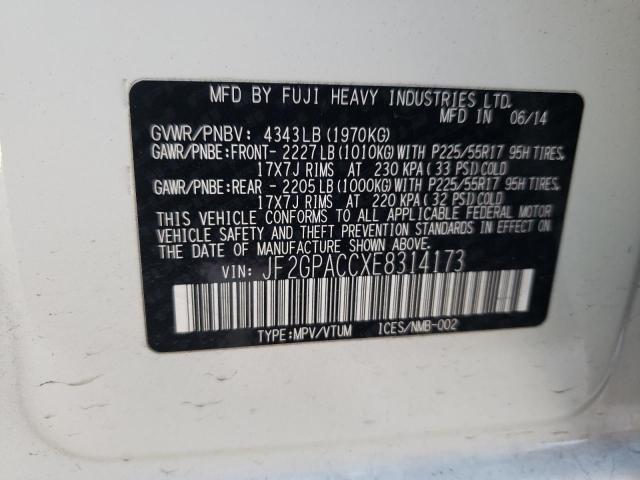 MFD BY FUJI HEAVY INDUSTRIES LTD.
MFD IN 06/14
GVWR/PNBV: 4343LB (1970KG)
GAWR/PNBE:FRONT- 2227LB (1010KG) WITH P225/55R17 95H TIRES,
17X7J RIMS AT 230 KPA (33 PSI) COLD
GAWR/PNBE:REAR - 2205LB (1000KG) WITH P225/55R17 95H TIRES,
17X7J RIMS AT 220 KPA (32 PSI) COLD
THIS VEHICLE CONFORMS TO ALL APPLICABLE FEDERAL MOTOR
VEHICLE SAFETY AND THEFT PREVENTION STANDARDS IN EFFECT ON
THE DATE OF MANUFACTURE SHOWN ABOVE.
VIN: JF2GPACCXE8314173
TYPE:MPV/VTUM ICES/NMB-002